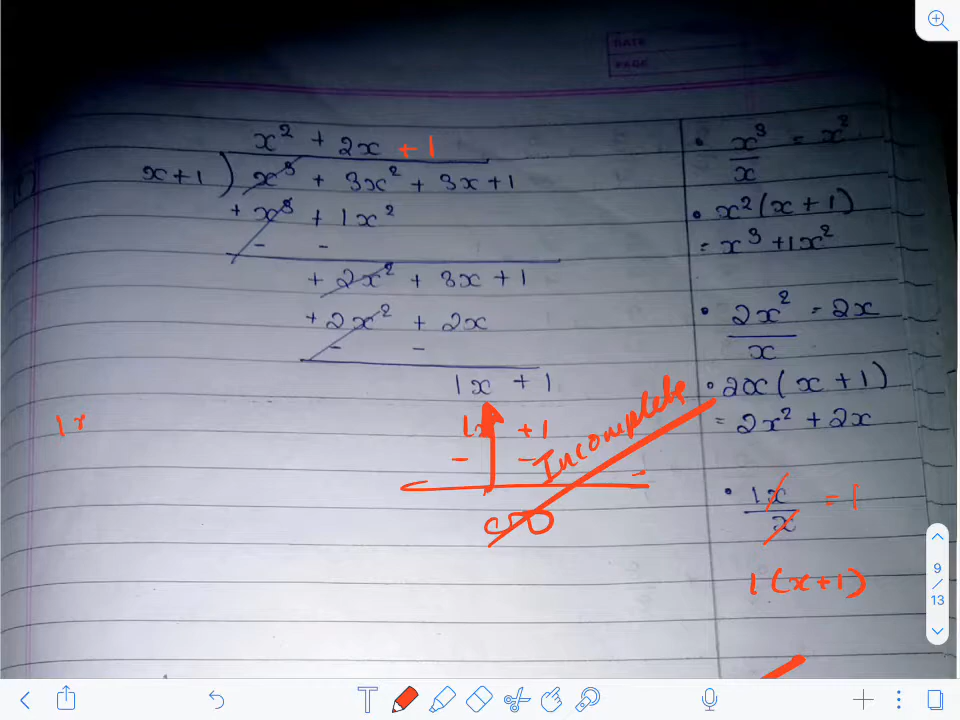 DATE
PAGE
x² + 2x + 1
x+1 ) x³ + 3x² + 3x + 1
+ x³ + 1x²
- -
+ 2x² + 3x + 1
+ 2x² + 2x
- -
1x + 1
1x + 1
- -
0
Incomplete
1x
• x³/x = x²
• x²(x + 1)
= x³ + 1x²
• 2x²/x = 2x
• 2x(x + 1)
= 2x² + 2x
• 1x/x = 1
1(x+1)
T
9
/
13